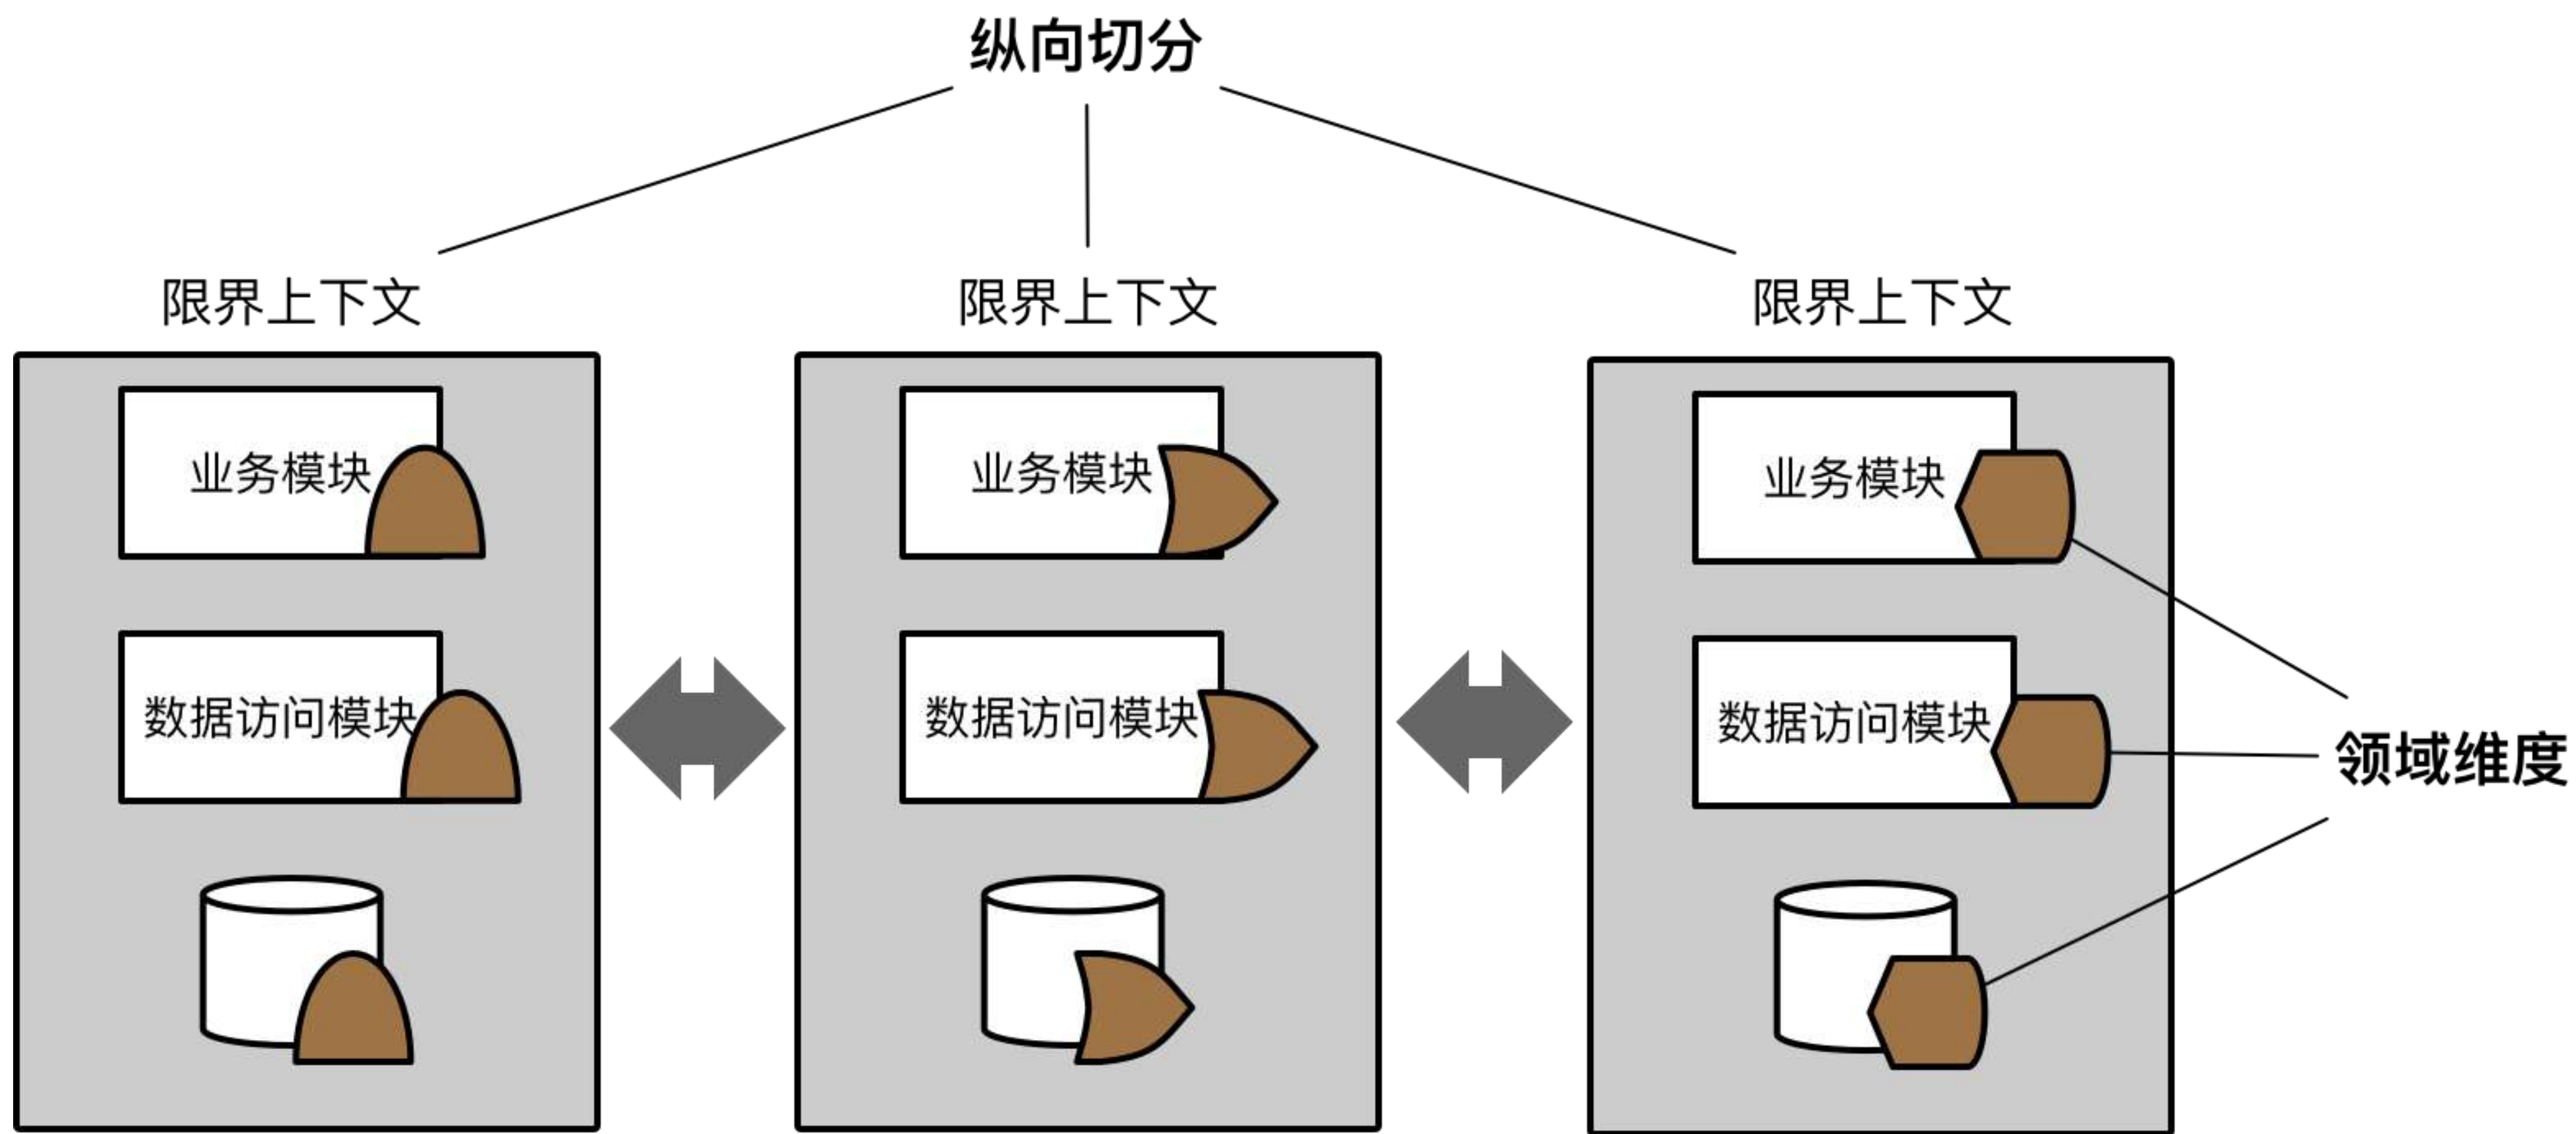 纵向切分
限界上下文
限界上下文
限界上下文
业务模块
业务模块
业务模块
数据访问模块
数据访问模块
数据访问模块
领域维度